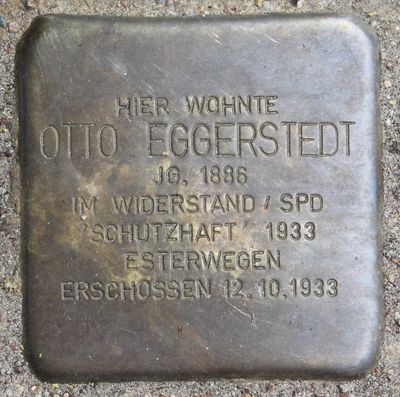 HIER WOHNTE
OTTO EGGERSTEDT
JG. 1886
IM WIDERSTAND / SPD
'SCHUTZHAFT' 1933
ESTERWEGEN
ERSCHOSSEN 12.10.1933